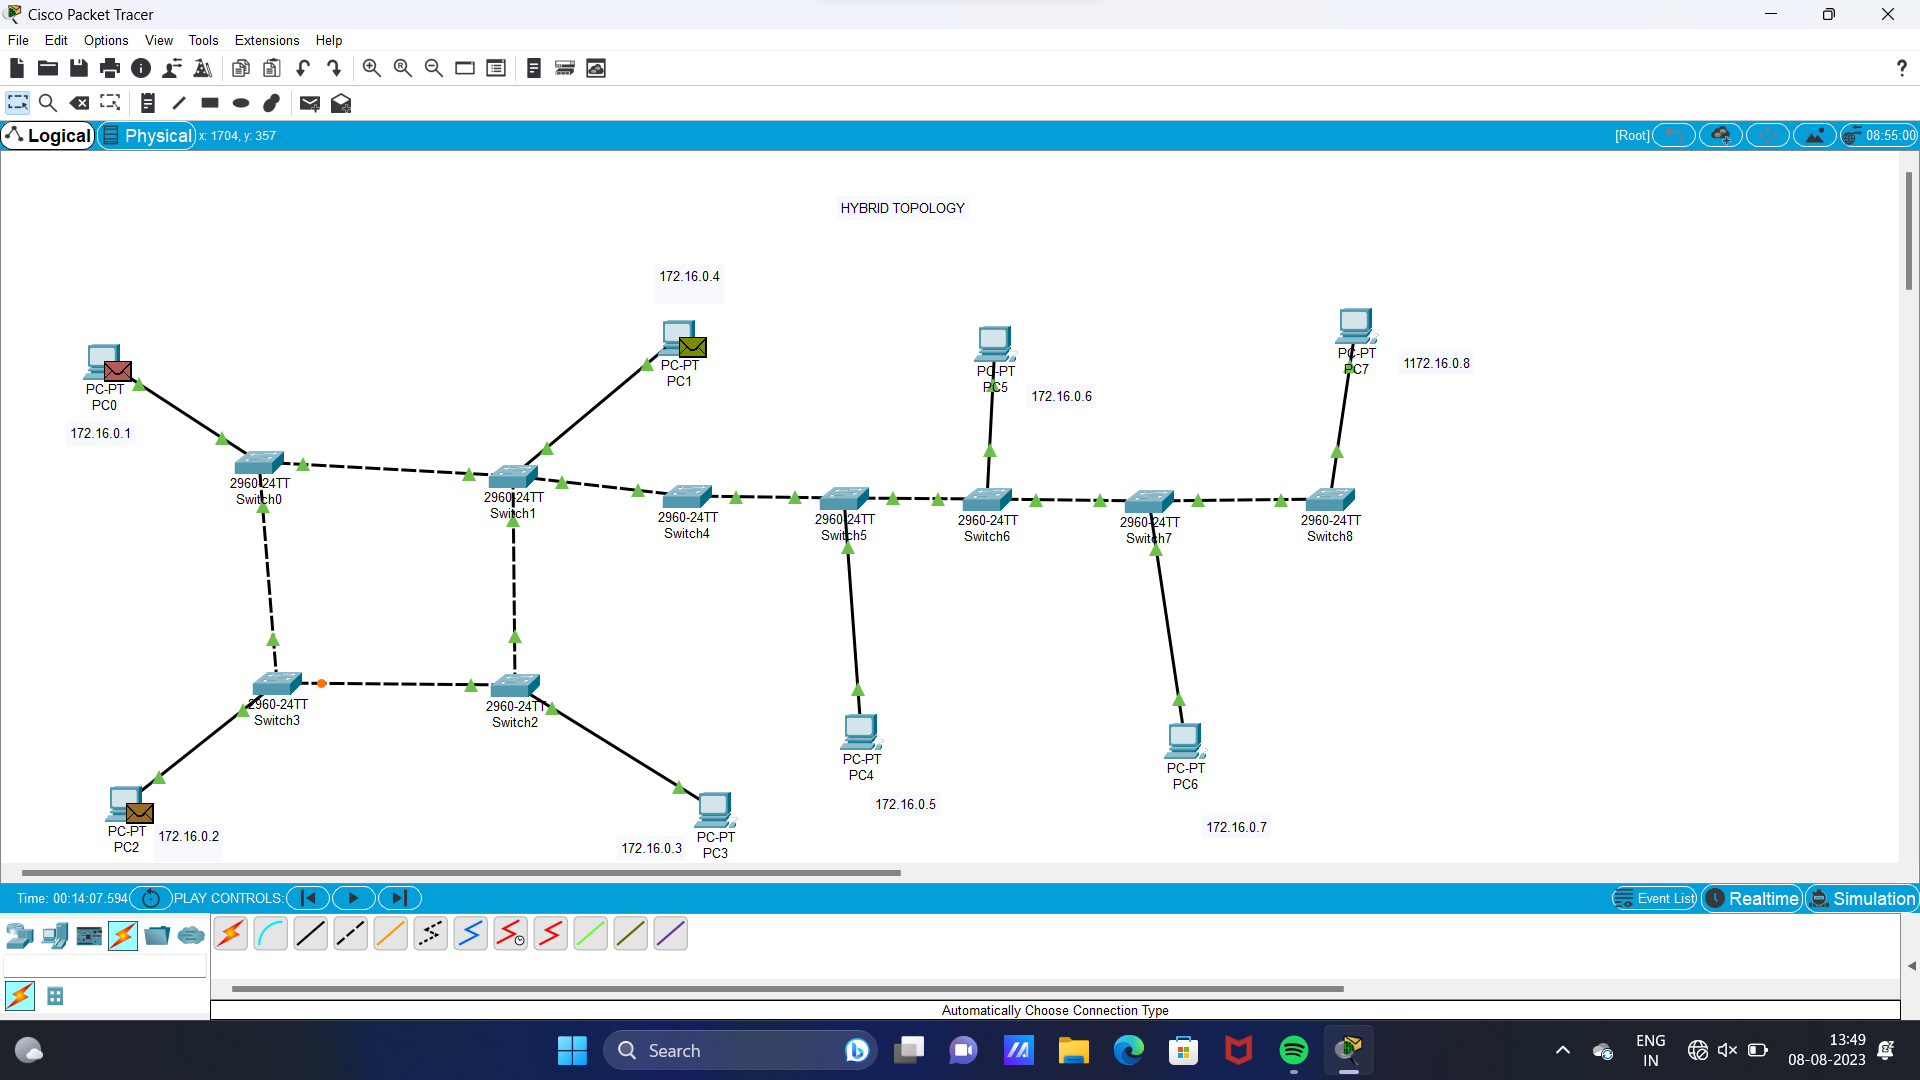 Cisco Packet Tracer
File Edit Options View Tools Extensions Help
Logical Physical x: 1704, y: 357 [Root] 08:55:00
HYBRID TOPOLOGY
172.16.0.4
PC-PT
PC0
172.16.0.1
PC-PT
PC1
PC-PT
PC5
172.16.0.6
PC-PT
PC7
1172.16.0.8
2960-24TT
Switch0
2960-24TT
Switch1
2960-24TT
Switch4
2960-24TT
Switch5
2960-24TT
Switch6
2960-24TT
Switch7
2960-24TT
Switch8
2960-24TT
Switch3
2960-24TT
Switch2
PC-PT
PC4
172.16.0.5
PC-PT
PC6
172.16.0.7
PC-PT
PC2
172.16.0.2
172.16.0.3
PC-PT
PC3
Time: 00:14:07.594 PLAY CONTROLS: Event List Realtime Simulation
Automatically Choose Connection Type
Search
ENG
IN
13:49
08-08-2023